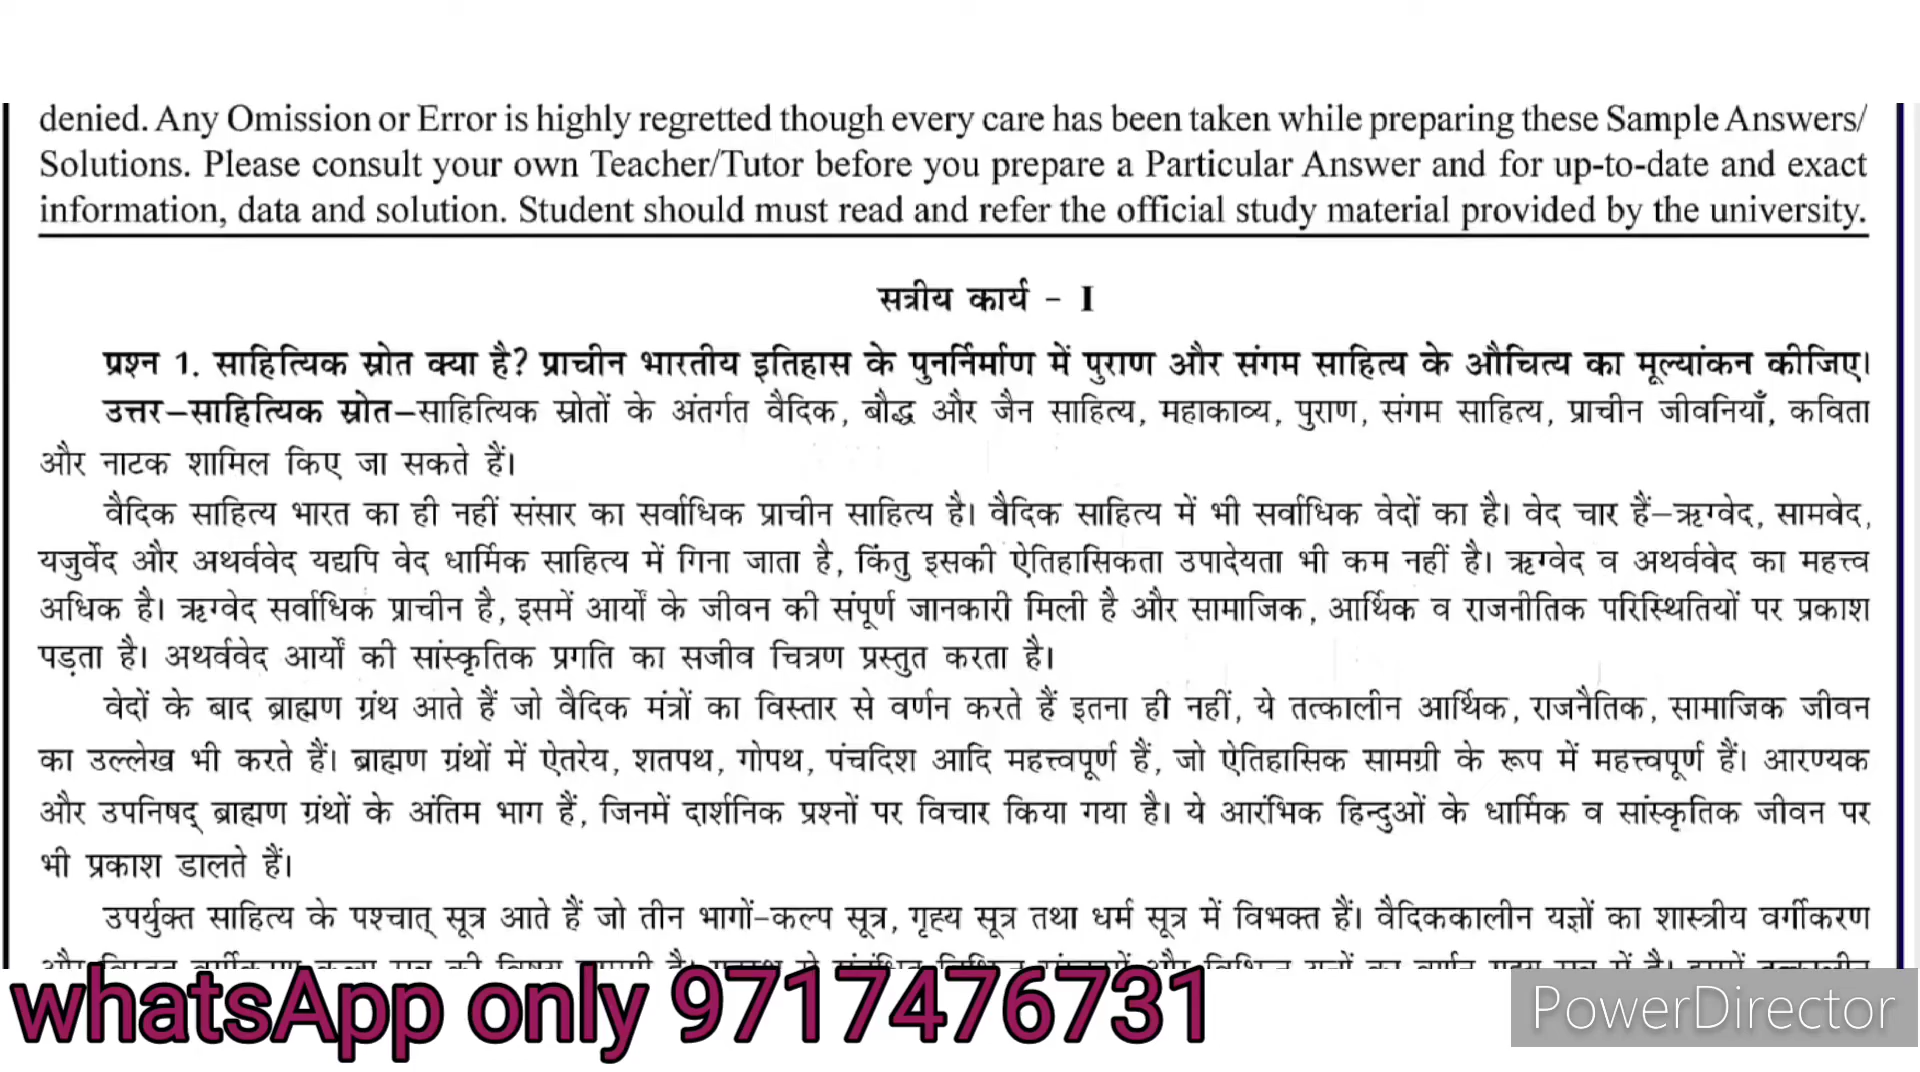 denied. Any Omission or Error is highly regretted though every care has been taken while preparing these Sample Answers/
Solutions. Please consult your own Teacher/Tutor before you prepare a Particular Answer and for up-to-date and exact
information, data and solution. Student should must read and refer the official study material provided by the university.
सत्रीय कार्य - I
प्रश्न 1. साहित्यिक स्रोत क्या है? प्राचीन भारतीय इतिहास के पुनर्निर्माण में पुराण और संगम साहित्य के औचित्य का मूल्यांकन कीजिए।
उत्तर–साहित्यिक स्रोत–साहित्यिक स्रोतों के अंतर्गत वैदिक, बौद्ध और जैन साहित्य, महाकाव्य, पुराण, संगम साहित्य, प्राचीन जीवनियाँ, कविता
और नाटक शामिल किए जा सकते हैं।
वैदिक साहित्य भारत का ही नहीं संसार का सर्वाधिक प्राचीन साहित्य है। वैदिक साहित्य में भी सर्वाधिक वेदों का है। वेद चार हैं–ऋग्वेद, सामवेद,
यजुर्वेद और अथर्ववेद यद्यपि वेद धार्मिक साहित्य में गिना जाता है, किंतु इसकी ऐतिहासिकता उपादेयता भी कम नहीं है। ऋग्वेद व अथर्ववेद का महत्त्व
अधिक है। ऋग्वेद सर्वाधिक प्राचीन है, इसमें आर्यों के जीवन की संपूर्ण जानकारी मिली है और सामाजिक, आर्थिक व राजनीतिक परिस्थितियों पर प्रकाश
पड़ता है। अथर्ववेद आर्यों की सांस्कृतिक प्रगति का सजीव चित्रण प्रस्तुत करता है।
वेदों के बाद ब्राह्मण ग्रंथ आते हैं जो वैदिक मंत्रों का विस्तार से वर्णन करते हैं इतना ही नहीं, ये तत्कालीन आर्थिक, राजनैतिक, सामाजिक जीवन
का उल्लेख भी करते हैं। ब्राह्मण ग्रंथों में ऐतरेय, शतपथ, गोपथ, पंचदिश आदि महत्त्वपूर्ण हैं, जो ऐतिहासिक सामग्री के रूप में महत्त्वपूर्ण हैं। आरण्यक
और उपनिषद् ब्राह्मण ग्रंथों के अंतिम भाग हैं, जिनमें दार्शनिक प्रश्नों पर विचार किया गया है। ये आरंभिक हिन्दुओं के धार्मिक व सांस्कृतिक जीवन पर
भी प्रकाश डालते हैं।
उपर्युक्त साहित्य के पश्चात् सूत्र आते हैं जो तीन भागों-कल्प सूत्र, गृह्य सूत्र तथा धर्म सूत्र में विभक्त हैं। वैदिककालीन यज्ञों का शास्त्रीय वर्गीकरण
whatsApp only 9717476731
PowerDirector